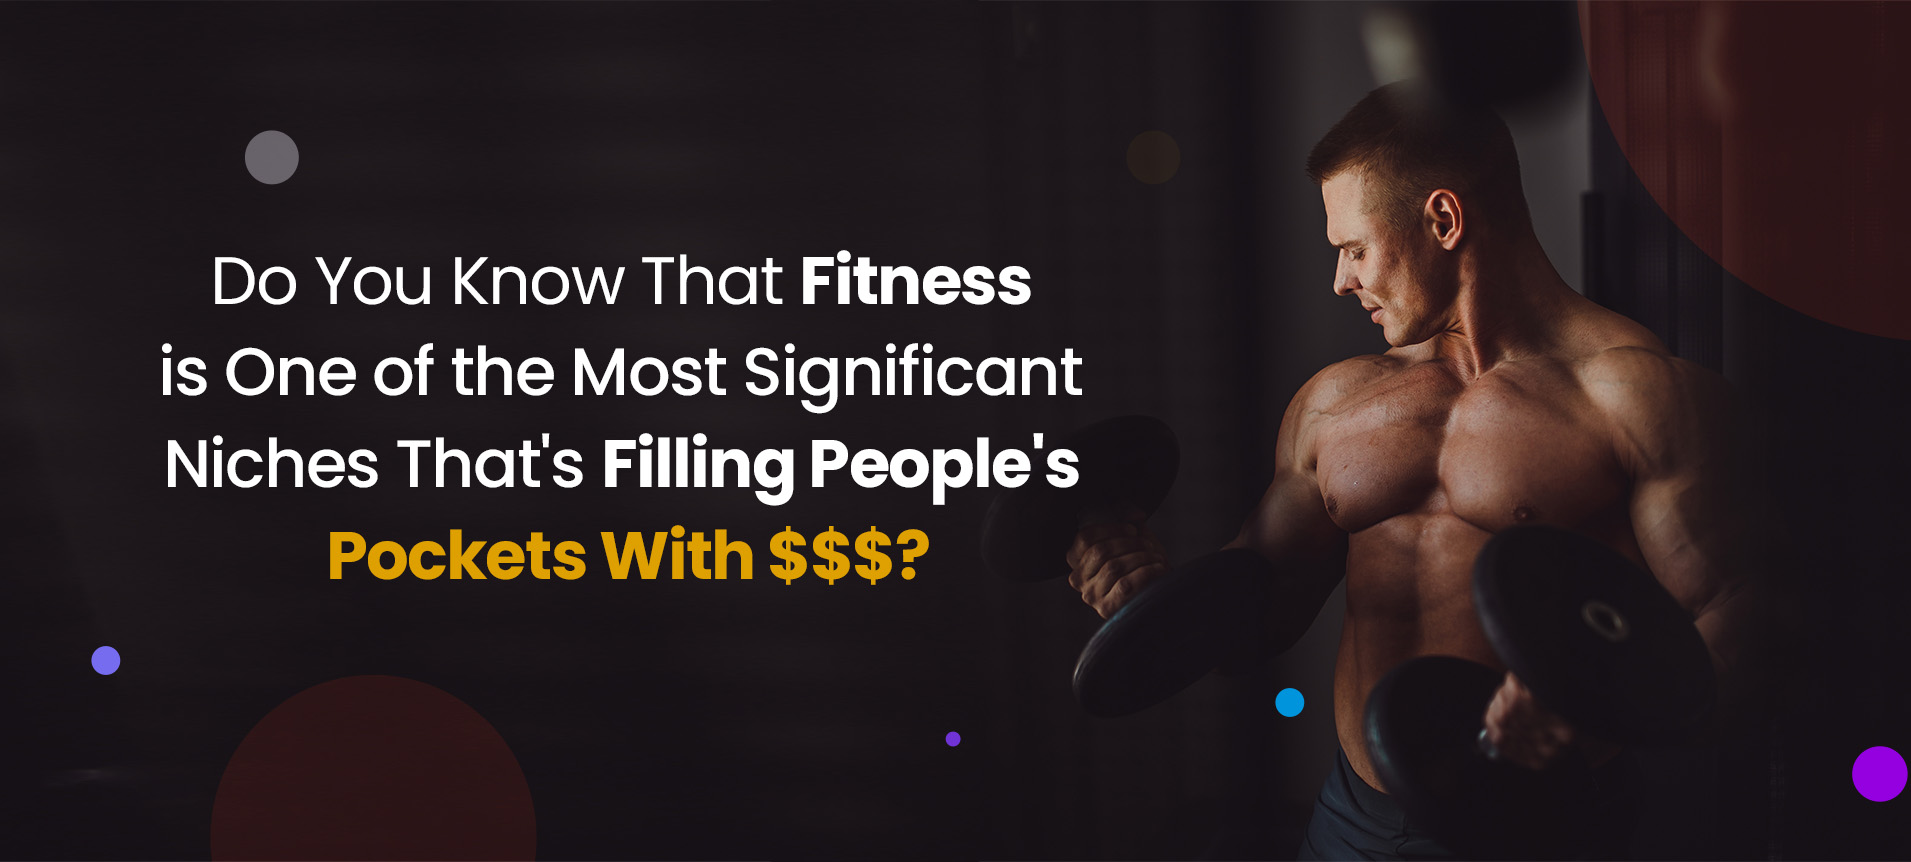 Do You Know That Fitness
is One of the Most Significant
Niches That's Filling People's
Pockets With $$$?